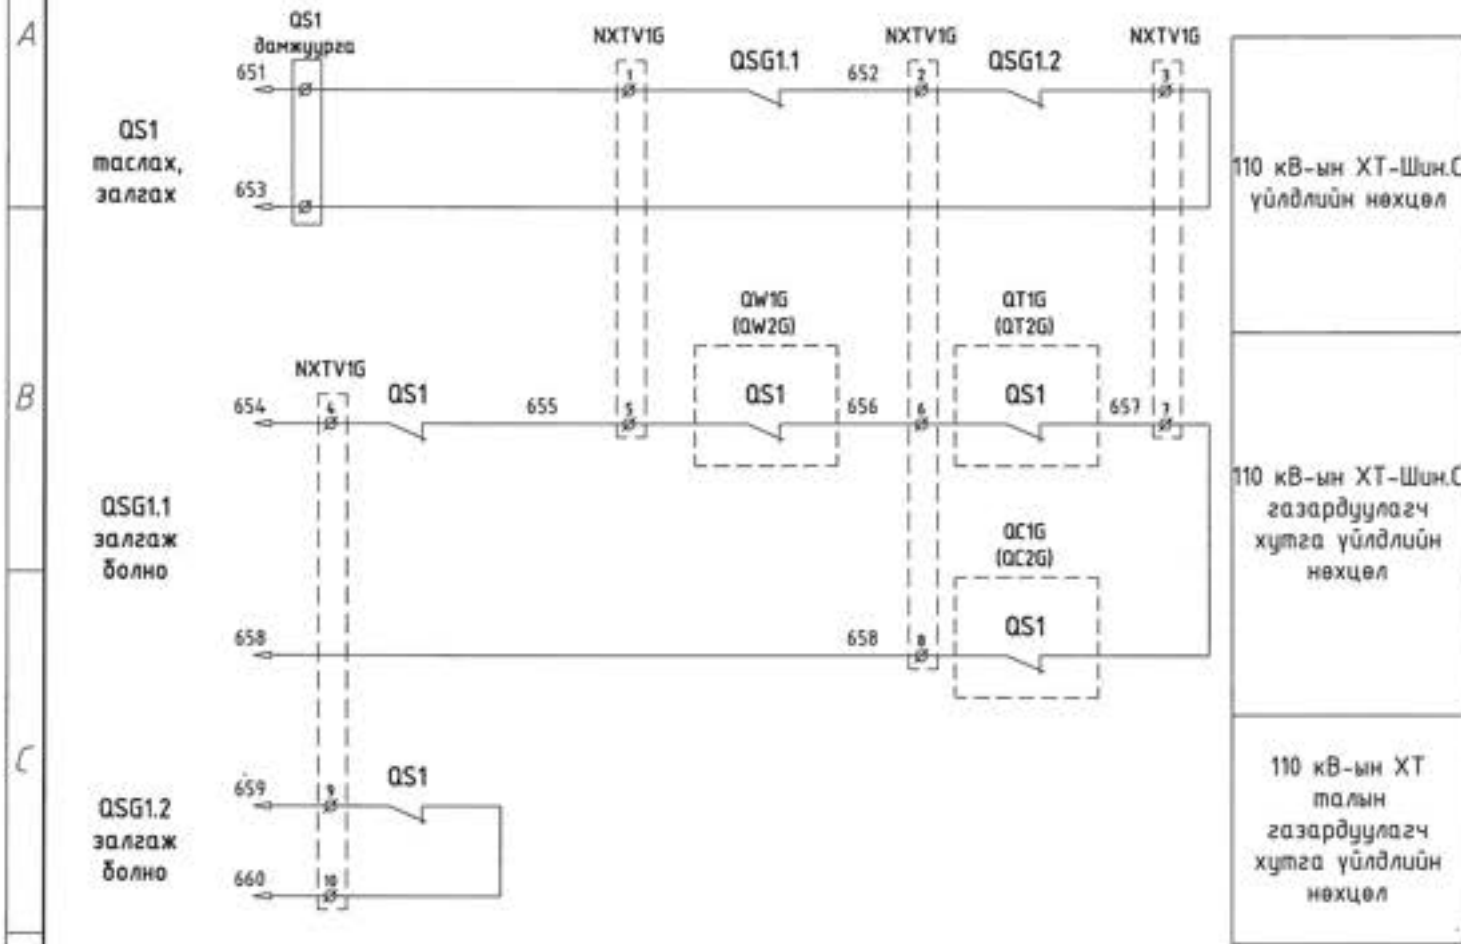 A
QS1
дамжуурга
NXTV1G
NXTV1G
NXTV1G
QSG1.1
QSG1.2
651
1
652
2
3
QS1
таслах,
залгах
653
110 кВ-ын ХТ-Шин.С
үйлдлийн нөхцөл
B
QW1G
(QW2G)
QT1G
(QT2G)
NXTV1G
654
4
QS1
655
5
QS1
656
6
QS1
657
7
QSG1.1
залгаж
болно
110 кВ-ын ХТ-Шин.С
газардуулагч
хутга үйлдлийн
нөхцөл
QC1G
(QC2G)
658
658
8
QS1
C
QSG1.2
залгаж
болно
659
9
QS1
660
10
110 кВ-ын ХТ
талын
газардуулагч
хутга үйлдлийн
нөхцөл